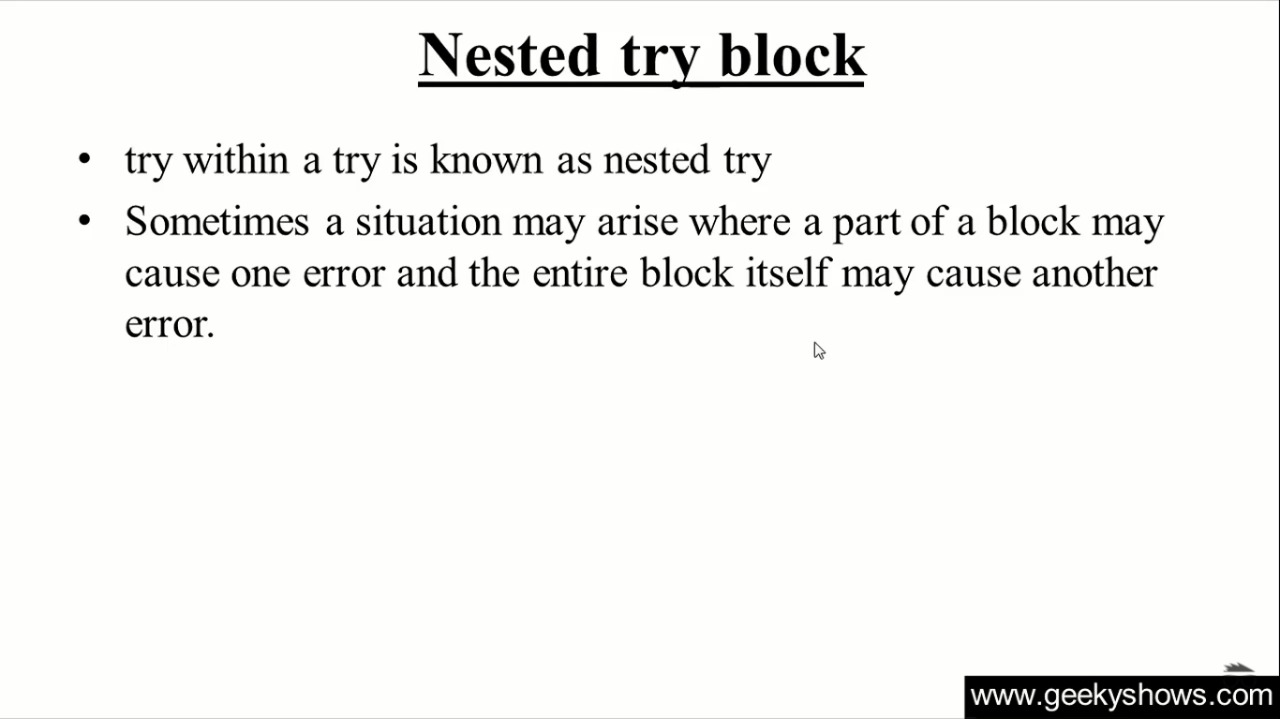 Nested try block
• try within a try is known as nested try
• Sometimes a situation may arise where a part of a block may
cause one error and the entire block itself may cause another
error.
www.geekyshows.com